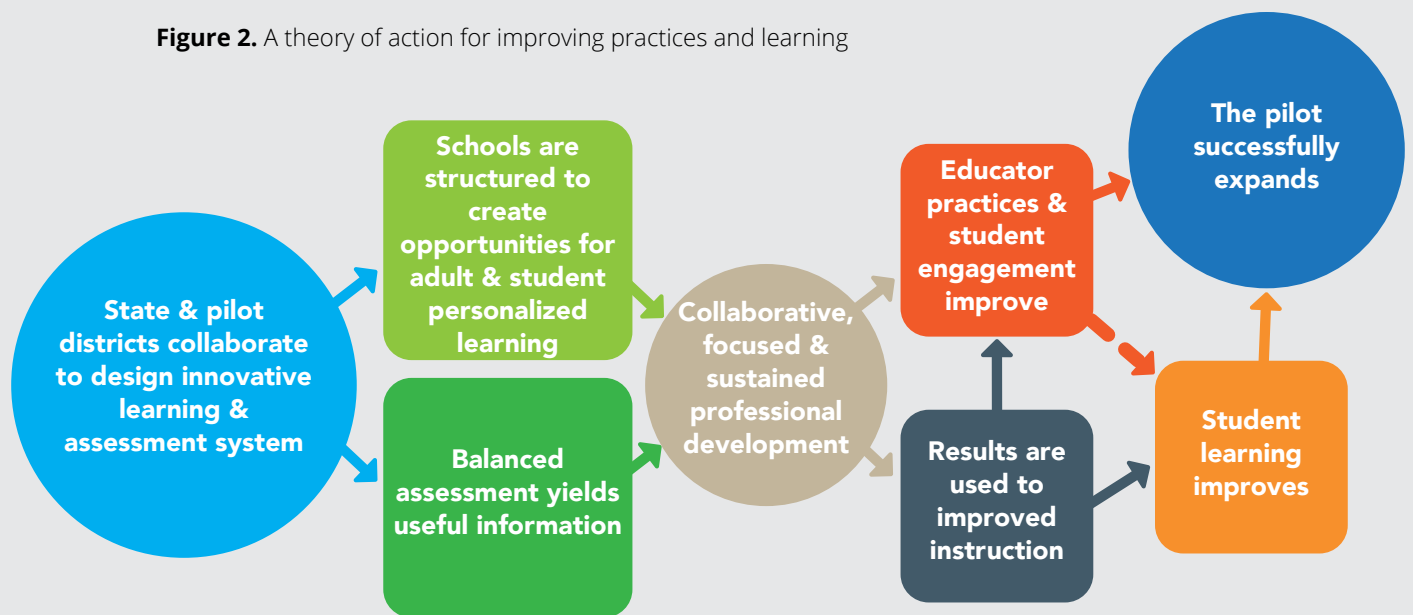 Figure 2. A theory of action for improving practices and learning
State & pilot
districts collaborate
to design innovative
learning &
assessment system
Schools are
structured to
create
opportunities for
adult & student
personalized
learning
Balanced
assessment yields
useful information
Collaborative,
focused &
sustained
professional
development
Educator
practices &
student
engagement
improve
Results are
used to
improved
instruction
The pilot
successfully
expands
Student
learning
improves